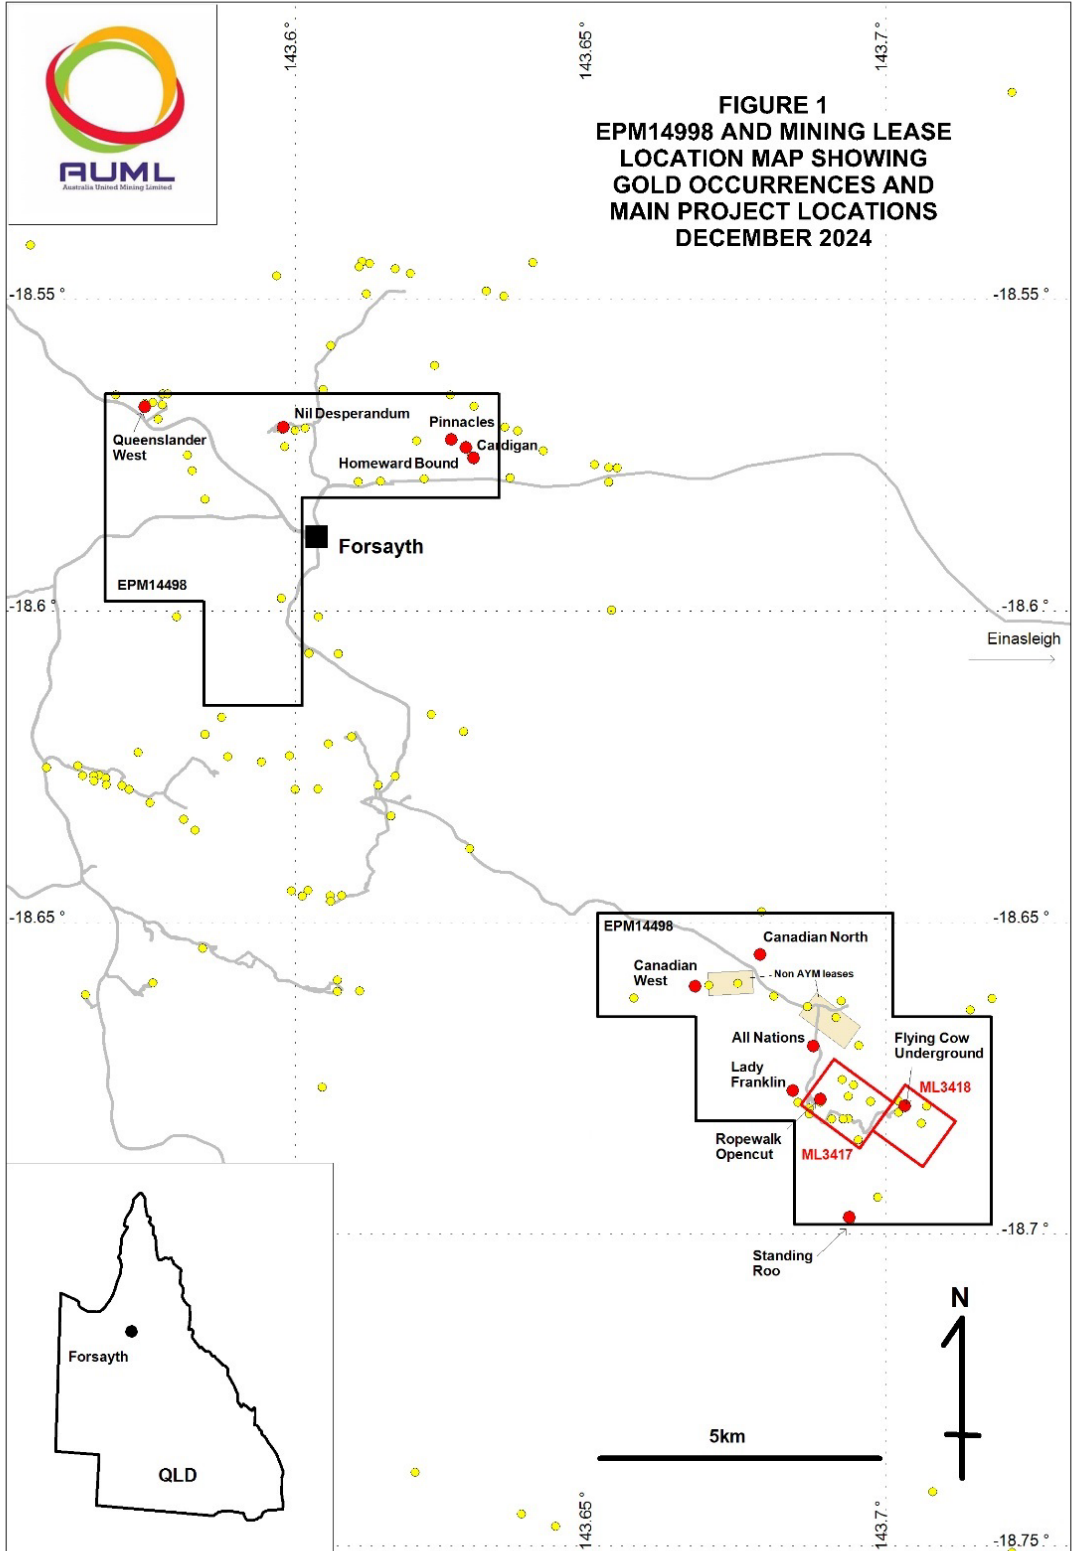 143.6°
143.65°
143.7°
AUML
Australia United Mining Limited
FIGURE 1
EPM14998 AND MINING LEASE
LOCATION MAP SHOWING
GOLD OCCURRENCES AND
MAIN PROJECT LOCATIONS
DECEMBER 2024
-18.55°
-18.55°
Nil Desperandum
Pinnacles
Queenslander
West
Cardigan
Homeward Bound
Forsayth
EPM14498
-18.6°
-18.6°
Einasleigh
-18.65°
-18.65°
EPM14498
Canadian North
Canadian
West
Non AYM leases
All Nations
Flying Cow
Underground
Lady
Franklin
ML3418
Ropewalk
Opencut
ML3417
-18.7°
Standing
Roo
N
Forsayth
5km
QLD
143.65°
143.7°
-18.75°